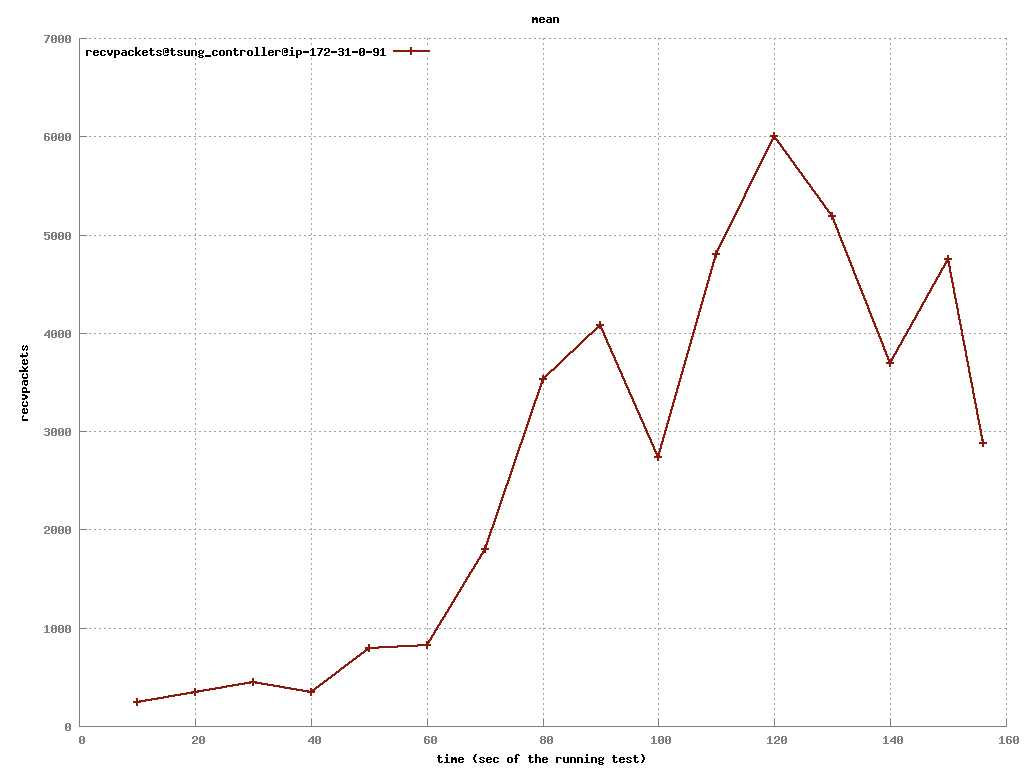 mean
7000
recvpackets@tsung_controller@ip-172-31-0-91
6000
5000
4000
recvpackets
3000
2000
1000
0
0 20 40 60 80 100 120 140 160
time (sec of the running test)